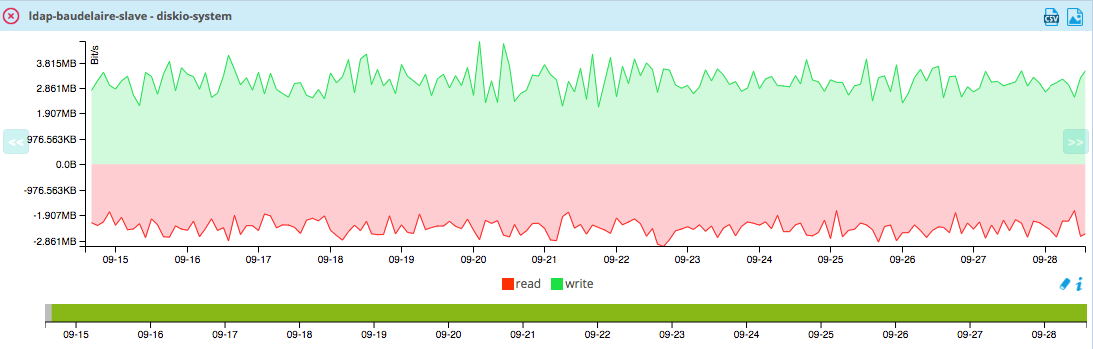 ldap-baudelaire-slave - diskio-system
CSV
Bit/s
3.815MB
2.861MB
1.907MB
976.563KB
0.0B
-976.563KB
-1.907MB
-2.861MB
<<
>>
09-15 09-16 09-17 09-18 09-19 09-20 09-21 09-22 09-23 09-24 09-25 09-26 09-27 09-28
read write
i
09-15 09-16 09-17 09-18 09-19 09-20 09-21 09-22 09-23 09-24 09-25 09-26 09-27 09-28